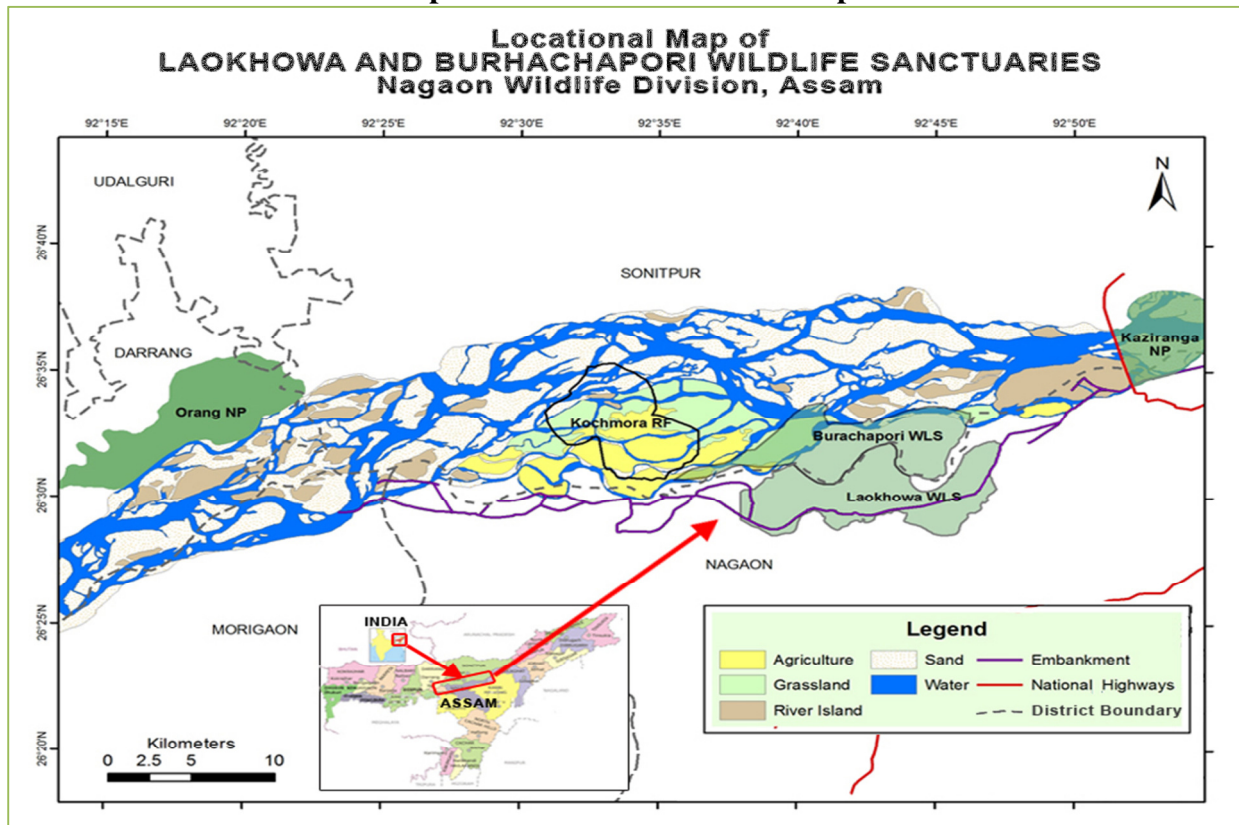 Locational Map of
LAOKHOWA AND BURHACHAPORI WILDLIFE SANCTUARIES
Nagaon Wildlife Division, Assam
92°15'E 92°20'E 92°25'E 92°30'E 92°35'E 92°40'E 92°45'E 92°50'E
N
UDALGURI
26°40'N
SONITPUR
DARRANG
Kaziranga
NP
26°35'N
Orang NP
Kochmora RF
Burachapori WLS
Laokhowa WLS
26°30'N
NAGAON
26°25'N
MORIGAON
INDIA
ASSAM
Legend
Agriculture
Grassland
River Island
Sand
Water
Embankment
National Highways
District Boundary
26°20'N
Kilometers
0 2.5 5 10